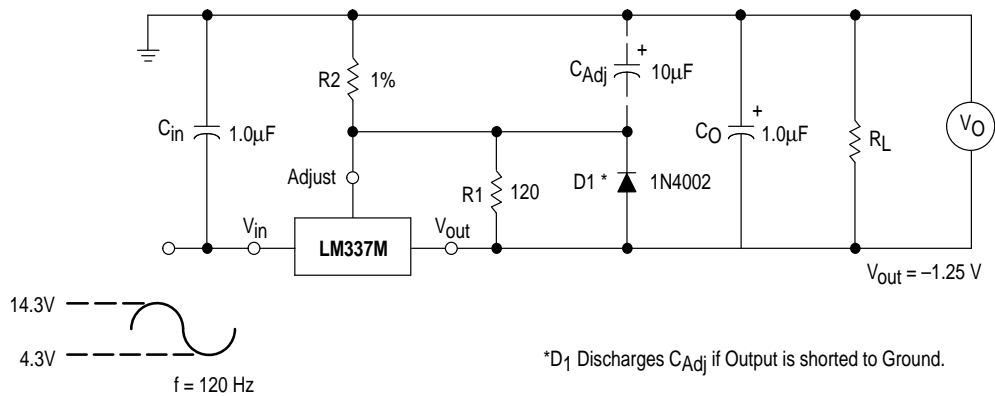 R2
1%
CAdj
+
10µF
Cin
1.0µF
CO
+
1.0µF
RL
VO
Adjust
R1
120
D1 *
1N4002
Vin
LM337M
Vout
Vout = –1.25 V
14.3V
4.3V
f = 120 Hz
*D1 Discharges CAdj if Output is shorted to Ground.